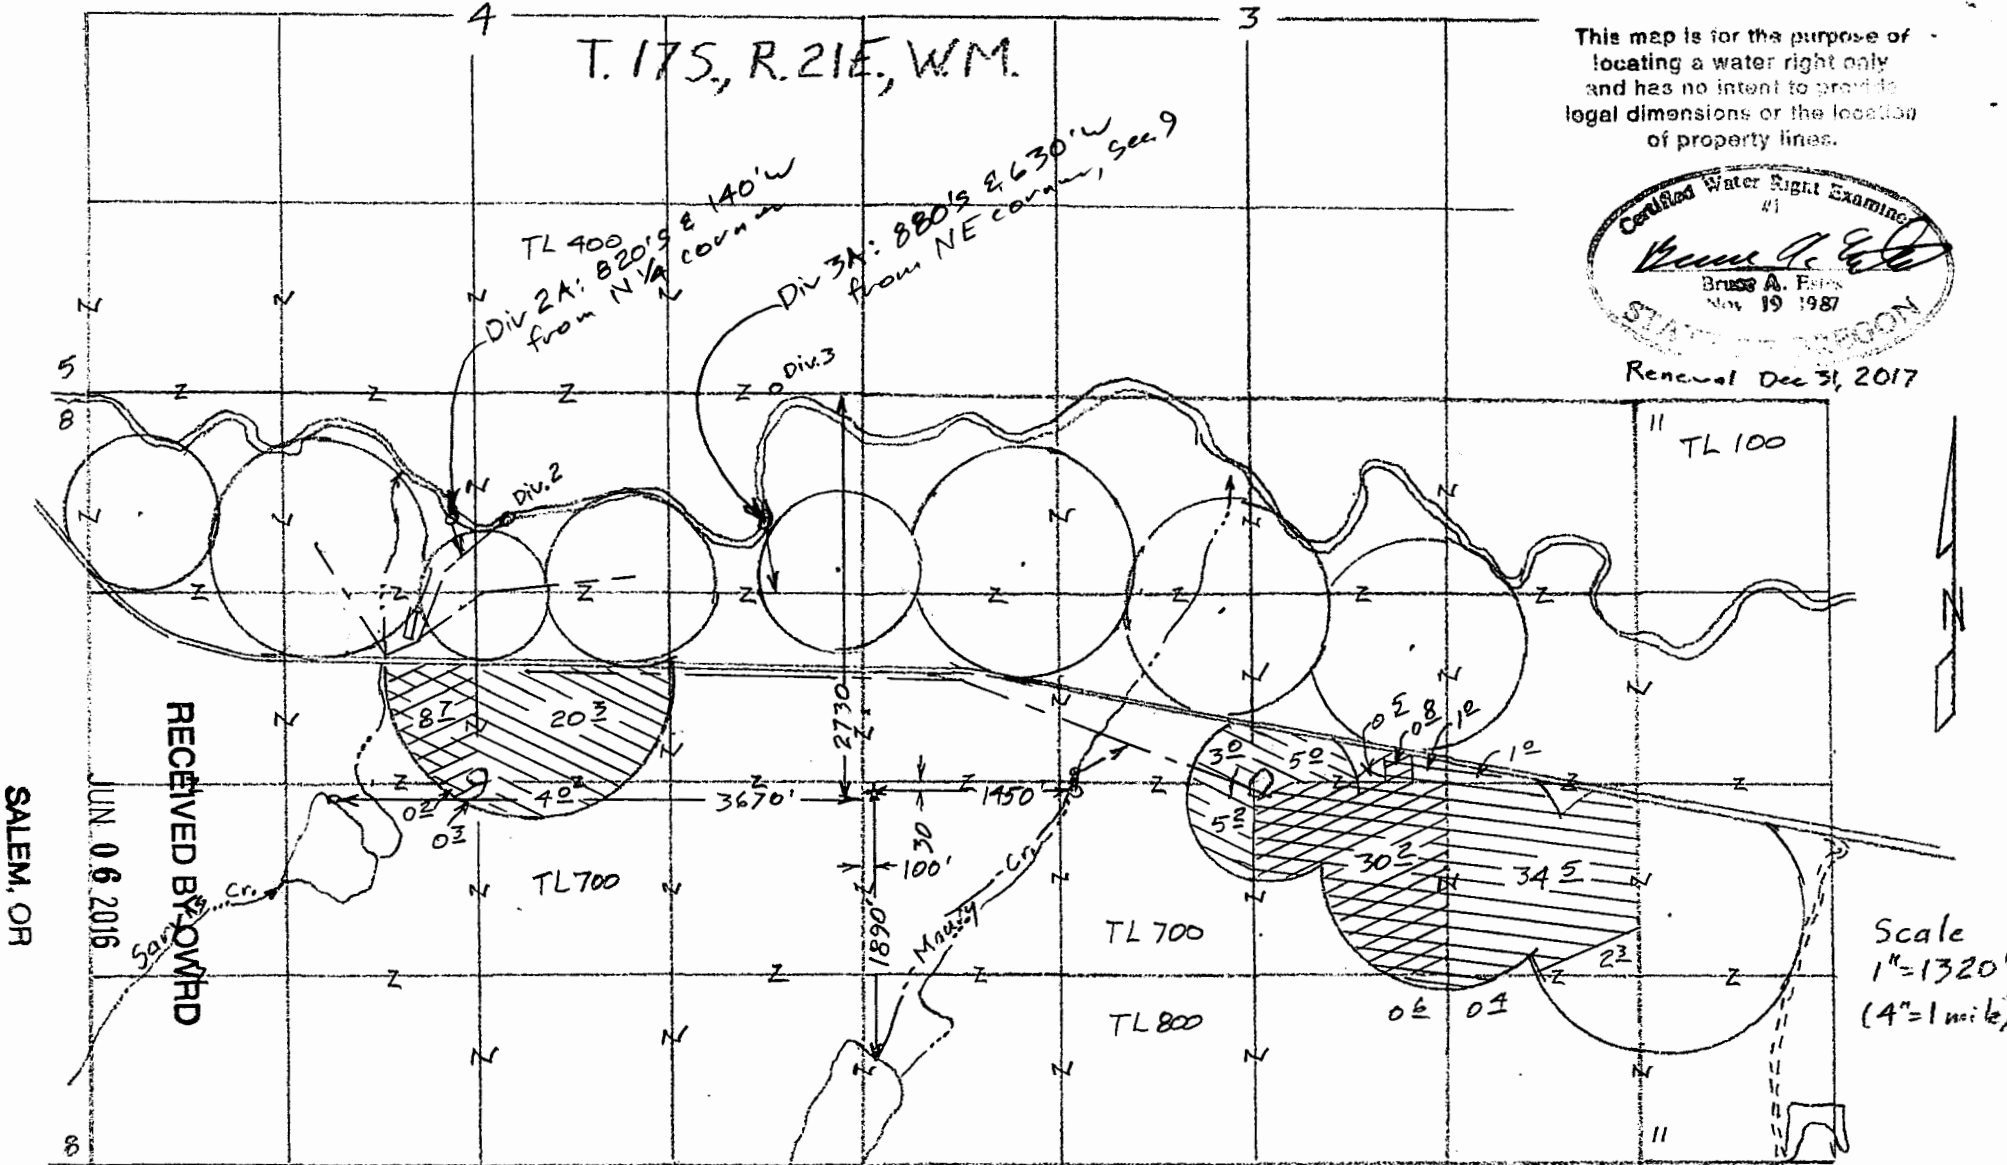 4
3
T. 17S., R. 21E., W.M.
This map is for the purpose of
locating a water right only
and has no intent to provide
legal dimensions or the location
of property lines.
Certified Water Right Examiner
#1
Bruce A. Estes
Nov 19 1987
STATE OF OREGON
Renewal Dec 31, 2017
TL 400
Div 2A: 820's & 140'W
from N 1/4 corner
Div 3A: 880's & 630'W
from NE corner, Sec. 9
5
8
Div. 3
Div. 2
11
TL 100
N
8 7
20 3
2730
3 0
5 0
0 5
0 8
1 0
1 0
0 2
0 3
4 0
3670'
1450
30
100'
5 2
30 2
34 5
2 3
0 6
0 4
TL 700
TL 700
TL 800
1890'
Cr.
Maury
Cr.
Scale
1"=1320'
(4"=1 mile)
RECEIVED BY OWRD
JUN 06 2016
SALEM, OR
8
11